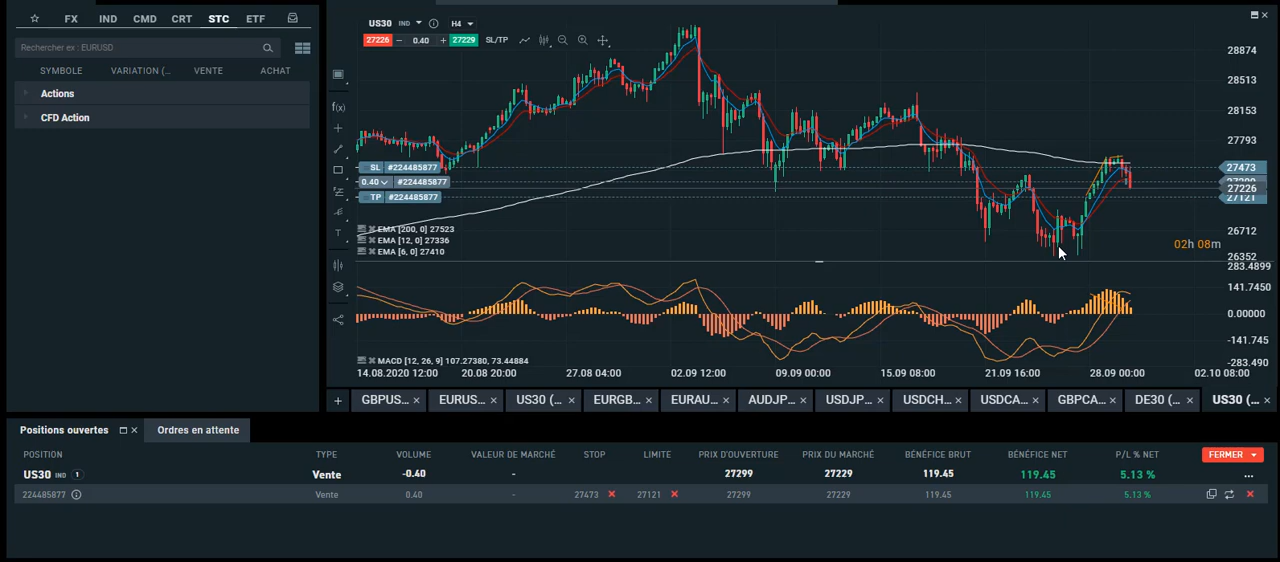 FX IND CMD CRT STC ETF
Rechercher ex : EURUSD
SYMBOLE VARIATION (... VENTE ACHAT
Actions
CFD Action
US30 IND H4
27226 − 0.40 + 27229 SL/TP
f(x)
T
28874
28513
28153
27793
27473
27226
27121
26712
26352
SL #224485877
0.40 #224485877
TP #224485877
EMA [200, 0] 27523
EMA [12, 0] 27336
EMA [6, 0] 27410
02h 08m
283.4899
141.7450
0.00000
-141.745
-283.490
MACD [12, 26, 9] 107.27380, 73.44884
14.08.2020 12:00 20.08 20:00 27.08 04:00 02.09 12:00 09.09 00:00 15.09 08:00 21.09 16:00 28.09 00:00 02.10 08:00
+ GBPUS... × EURUS... × US30 (... × EURGB... × EURAU... × AUDJP... × USDJP... × USDCH... × USDCA... × GBPCA... × DE30 (... × US30 (... ×
Positions ouvertes Ordres en attente
POSITION TYPE VOLUME VALEUR DE MARCHÉ STOP LIMITE PRIX D'OUVERTURE PRIX DU MARCHÉ BÉNÉFICE BRUT BÉNÉFICE NET P/L % NET FERMER
US30 IND 1 Vente -0.40 - 27299 27229 119.45 119.45 5.13 % ...
224485877 Vente 0.40 - 27473 27121 27299 27229 119.45 119.45 5.13 %